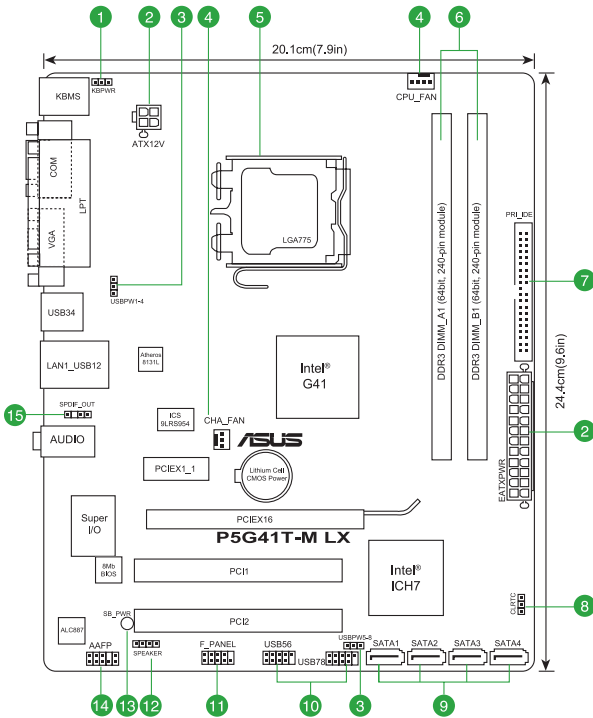 1
2
3
4
5
4
6
20.1cm(7.9in)
KBMS
KBPWR
ATX12V
CPU_FAN
COM
LPT
VGA
LGA775
DDR3 DIMM_A1 (64bit, 240-pin module)
DDR3 DIMM_B1 (64bit, 240-pin module)
PRI_IDE
7
24.4cm(9.6in)
USBPW1-4
USB34
LAN1_USB12
Atheros
8131L
Intel®
G41
SPDIF_OUT
15
ICS
9LRS954
CHA_FAN
ASUS
AUDIO
2
EATXPWR
PCIEX1_1
Lithium Cell
CMOS Power
Super
I/O
PCIEX16
P5G41T-M LX
8Mb
BIOS
PCI1
Intel®
ICH7
CLRTC
8
SB_PWR
PCI2
ALC887
AAFP
SPEAKER
F_PANEL
USB56
USB78
USBPW5-8
SATA1
SATA2
SATA3
SATA4
14
13
12
11
10
3
9